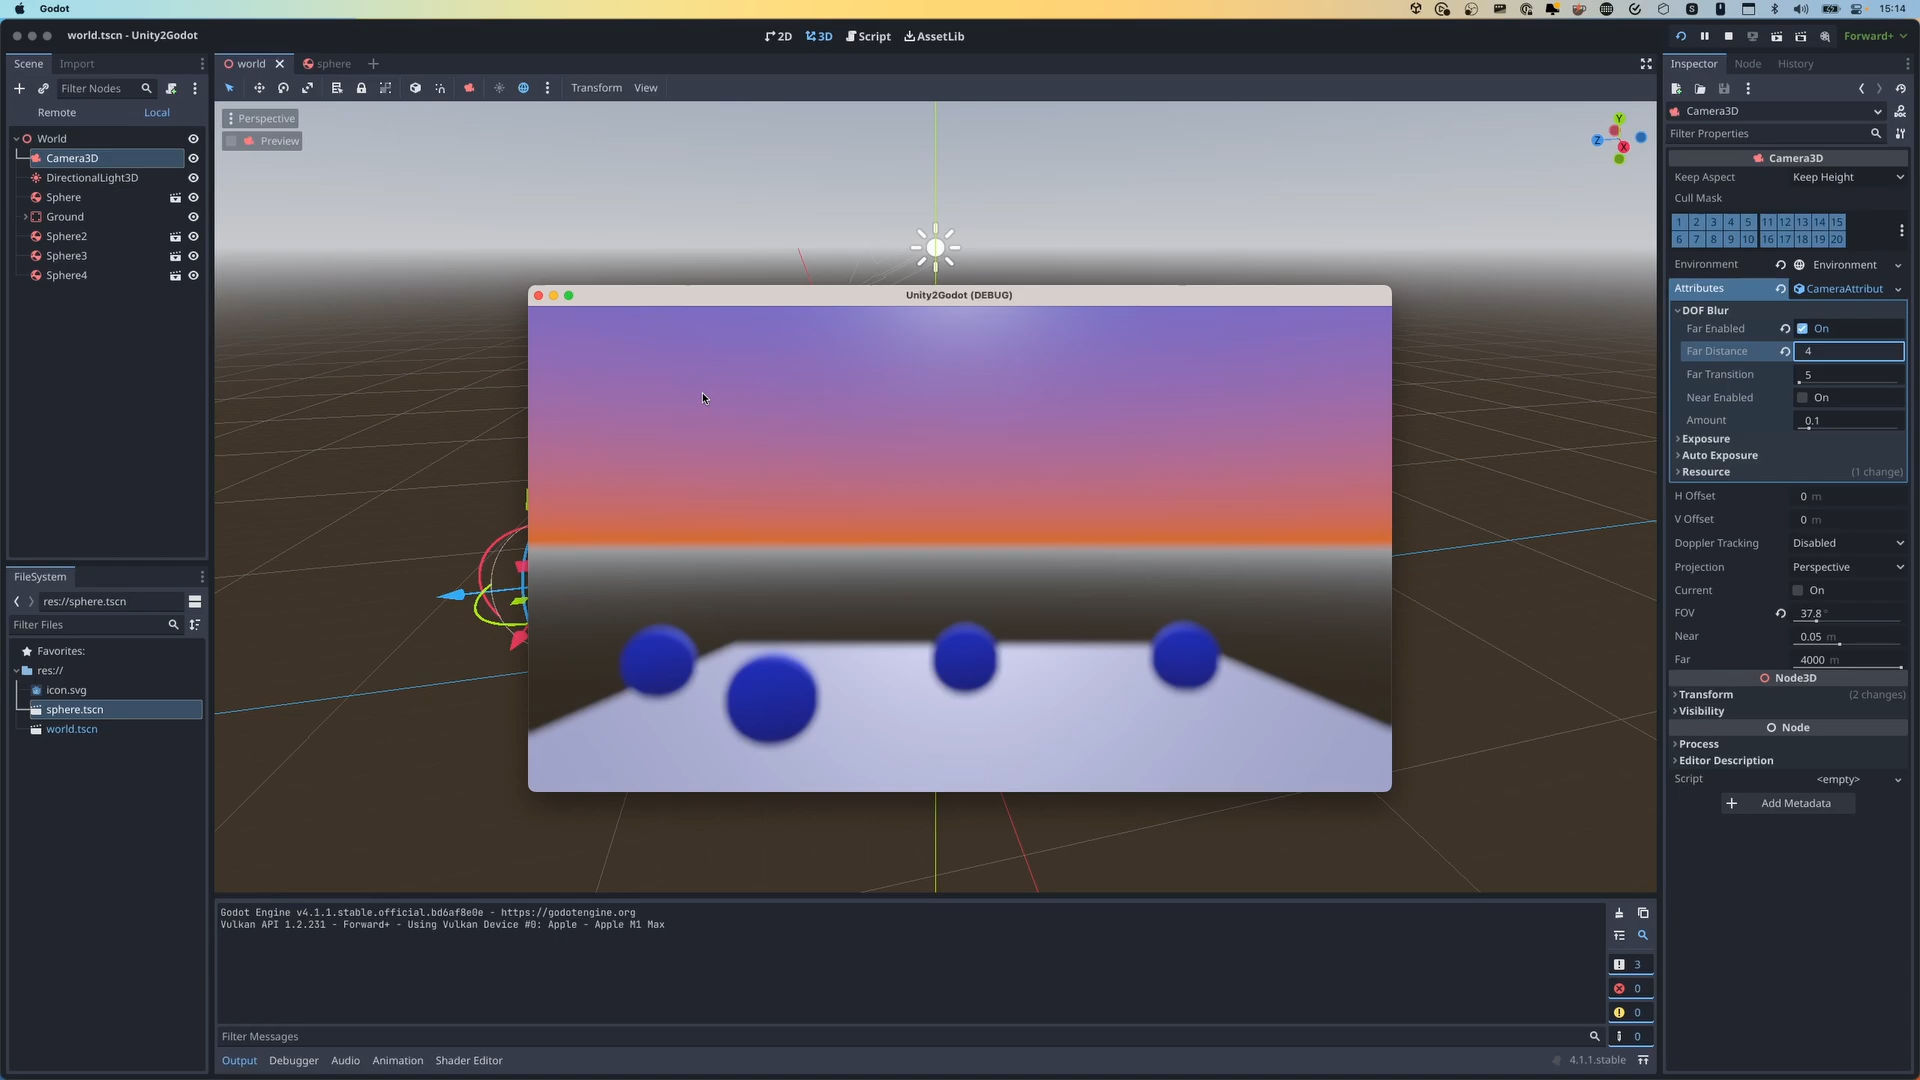 Godot
15:14
world.tscn - Unity2Godot
2D
3D
Script
AssetLib
Forward+
Scene
Import
world
sphere
Inspector
Node
History
Filter Nodes
Transform
View
Remote
Local
Perspective
Preview
World
Camera3D
DirectionalLight3D
Sphere
Ground
Sphere2
Sphere3
Sphere4
Y
Z
X
Camera3D
Filter Properties
Camera3D
Keep Aspect
Keep Height
Cull Mask
1 2 3 4 5 11 12 13 14 15
6 7 8 9 10 16 17 18 19 20
Environment
Environment
Attributes
CameraAttribut
DOF Blur
Far Enabled
On
Far Distance
4
Far Transition
5
Near Enabled
On
Amount
0.1
Exposure
Auto Exposure
Resource
(1 change)
H Offset
0 m
V Offset
0 m
Doppler Tracking
Disabled
Projection
Perspective
Current
On
FOV
37.8 °
Near
0.05 m
Far
4000 m
Node3D
Transform
(2 changes)
Visibility
Node
Process
Editor Description
Script
<empty>
Add Metadata
Unity2Godot (DEBUG)
FileSystem
res://sphere.tscn
Filter Files
Favorites:
res://
icon.svg
sphere.tscn
world.tscn
Godot Engine v4.1.1.stable.official.bd6af8e0e - https://godotengine.org
Vulkan API 1.2.231 - Forward+ - Using Vulkan Device #0: Apple - Apple M1 Max
3
0
0
0
Filter Messages
Output
Debugger
Audio
Animation
Shader Editor
4.1.1.stable